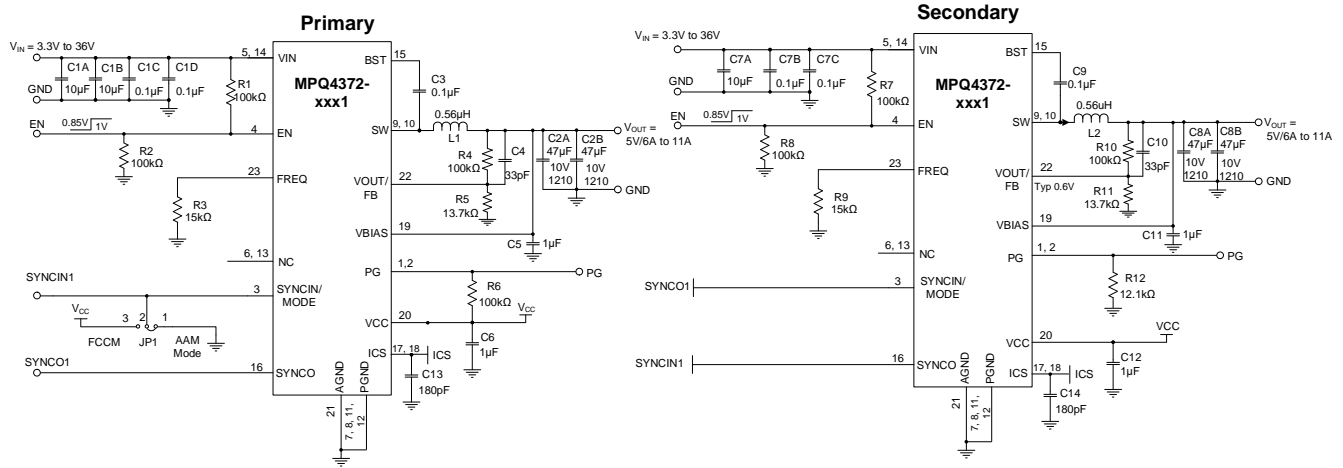 Primary
V_IN = 3.3V to 36V
C1A
10µF
C1B
10µF
C1C
0.1µF
C1D
0.1µF
GND
R1
100kΩ
EN
0.85V
1V
R2
100kΩ
R3
15kΩ
SYNCIN1
V_CC
3
2
1
FCCM
JP1
AAM
Mode
SYNCO1
5, 14
VIN
4
EN
23
FREQ
6, 13
NC
3
SYNCIN/
MODE
16
SYNCO
MPQ4372-
xxx1
BST
15
SW
9, 10
VOUT/
FB
22
VBIAS
19
PG
1,2
VCC
20
ICS
17, 18
ICS
AGND
PGND
21
7, 8, 11,
12
C3
0.1µF
0.56µH
L1
R4
100kΩ
C4
33pF
R5
13.7kΩ
C2A
47µF
10V
1210
C2B
47µF
10V
1210
V_OUT =
5V/6A to 11A
GND
C5
1µF
PG
R6
100kΩ
V_CC
C6
1µF
C13
180pF
Secondary
V_IN = 3.3V to 36V
C7A
10µF
C7B
0.1µF
C7C
0.1µF
GND
R7
100kΩ
EN
0.85V
1V
R8
100kΩ
R9
15kΩ
SYNCO1
SYNCIN1
5, 14
VIN
4
EN
23
FREQ
6, 13
NC
3
SYNCIN/
MODE
16
SYNCO
MPQ4372-
xxx1
BST
15
SW
9, 10
VOUT/
FB
22
Typ 0.6V
VBIAS
19
PG
1, 2
VCC
20
ICS
17, 18
ICS
AGND
PGND
21
7, 8, 11,
12
C9
0.1µF
0.56µH
L2
R10
100kΩ
C10
33pF
R11
13.7kΩ
C8A
47µF
10V
1210
C8B
47µF
10V
1210
V_OUT =
5V/6A to 11A
GND
C11
1µF
PG
R12
12.1kΩ
VCC
C12
1µF
C14
180pF